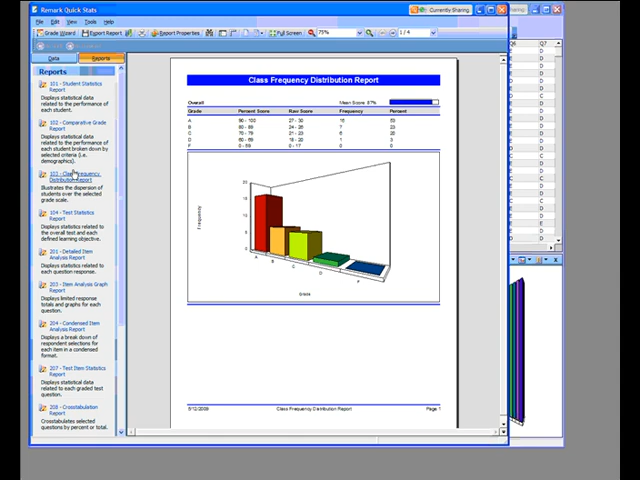 Remark Quick Stats
Currently Sharing
File Edit View Tools Help
Grade Wizard Export Report Report Properties Full Screen 75% 1 / 4
Data Reports
Reports
101 - Student Statistics
Report
Displays statistical data
related to the performance of
each student.
102 - Comparative Grade
Report
Displays statistical data
related to the performance of
each student broken down by
selected criteria (i.e.
demographics).
103 - Class Frequency
Distribution Report
Illustrates the dispersion of
students over the selected
grade scale.
104 - Test Statistics
Report
Displays statistics related to
the overall test and each
defined learning objective.
201 - Detailed Item
Analysis Report
Displays statistics related to
each question response.
203 - Item Analysis Graph
Report
Displays limited response
totals and graphs for each
question.
204 - Condensed Item
Analysis Report
Displays a break down of
respondent selections for
each item in a condensed
format.
207 - Test Item Statistics
Report
Displays statistical data
related to each graded test
question.
208 - Crosstabulation
Report
Crosstabulates selected
questions by percent or total.
Class Frequency Distribution Report
Overall Mean Score 87%
Grade Percent Score Raw Score Frequency Percent
A 90 - 100 27 - 30 16 53
B 80 - 89 24 - 26 7 23
C 70 - 79 21 - 23
D 60 - 69
F 0 - 59 0 - 17 0 0
Frequency
20
15
10
5
0
A B C D F
Grade
Class Frequency Distribution Report Page 1
Q6 Q7